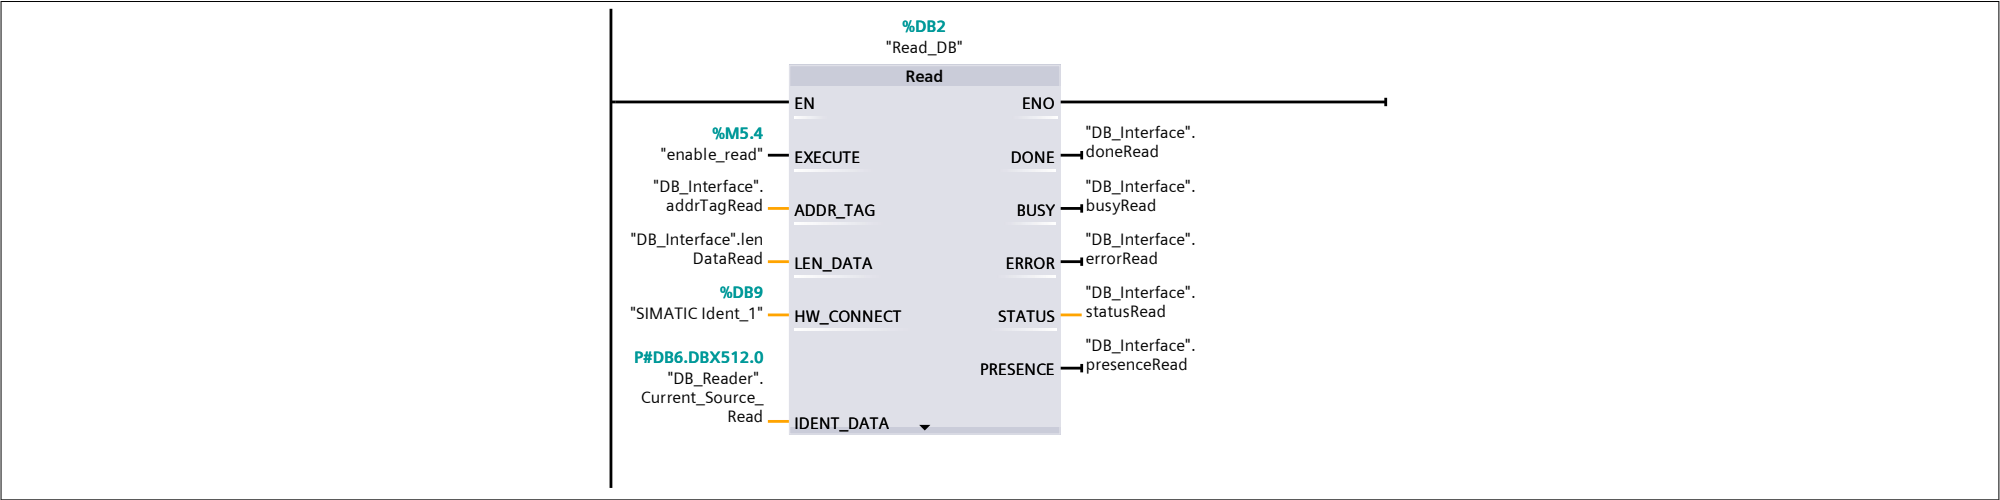 %DB2
"Read_DB"
Read
EN
ENO
%M5.4
"enable_read"
EXECUTE
"DB_Interface".
doneRead
DONE
"DB_Interface".
addrTagRead
ADDR_TAG
"DB_Interface".
busyRead
BUSY
"DB_Interface".len
DataRead
LEN_DATA
"DB_Interface".
errorRead
ERROR
%DB9
"SIMATIC Ident_1"
HW_CONNECT
"DB_Interface".
statusRead
STATUS
"DB_Interface".
presenceRead
PRESENCE
P#DB6.DBX512.0
"DB_Reader".
Current_Source_
Read
IDENT_DATA